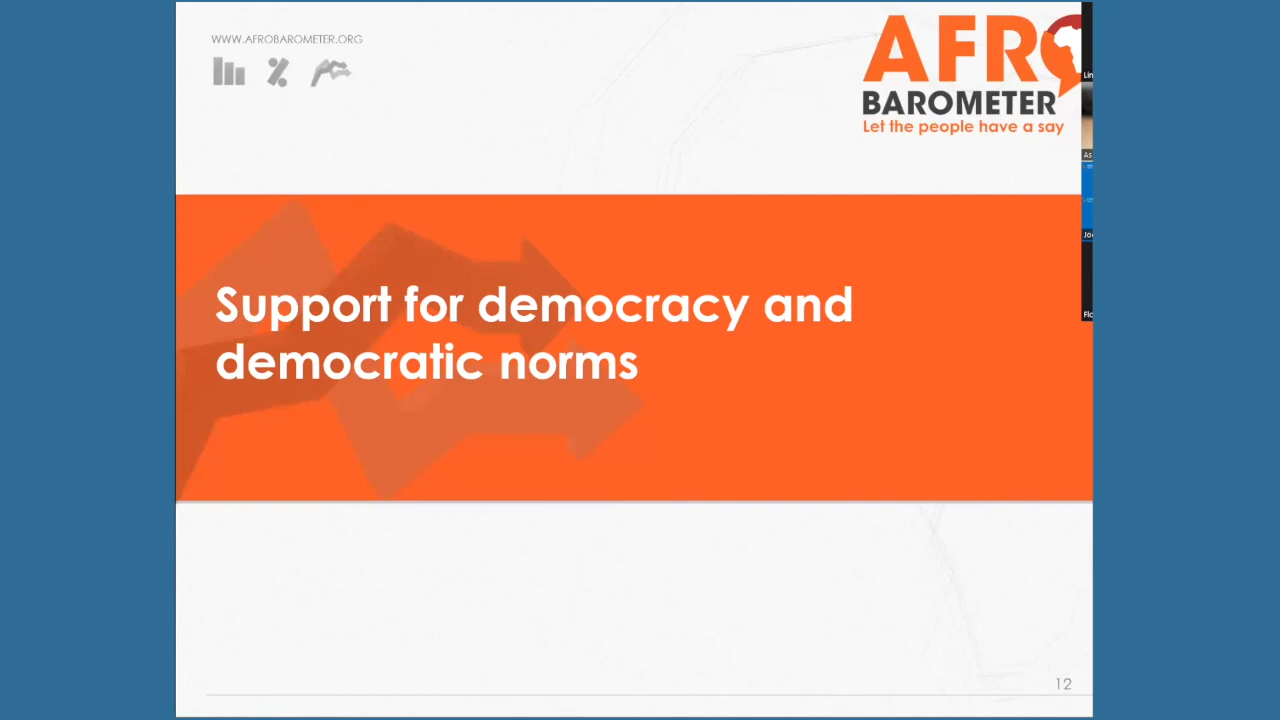 WWW.AFROBAROMETER.ORG
AFRO
BAROMETER
Let the people have a say
Support for democracy and
democratic norms
12